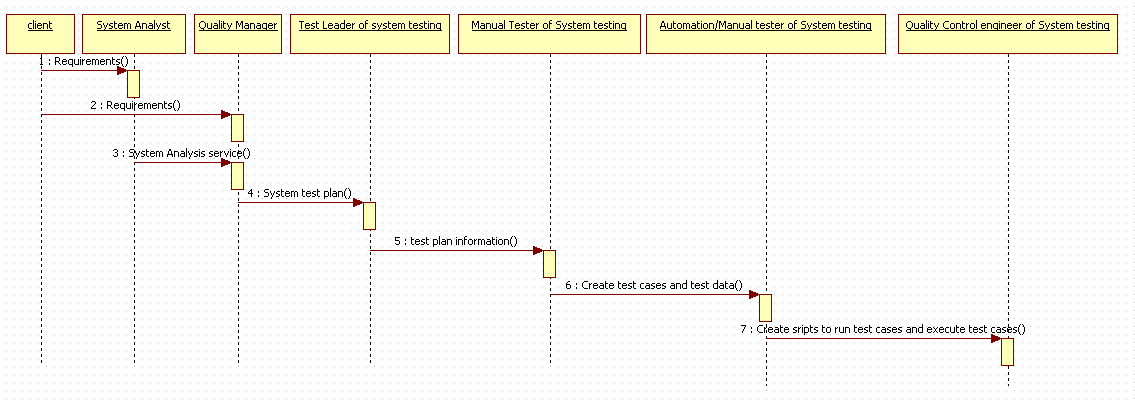 client
System Analyst
Quality Manager
Test Leader of system testing
Manual Tester of System testing
Automation/Manual tester of System testing
Quality Control engineer of System testing
1 : Requirements()
2 : Requirements()
3 : System Analysis service()
4 : System test plan()
5 : test plan information()
6 : Create test cases and test data()
7 : Create sripts to run test cases and execute test cases()